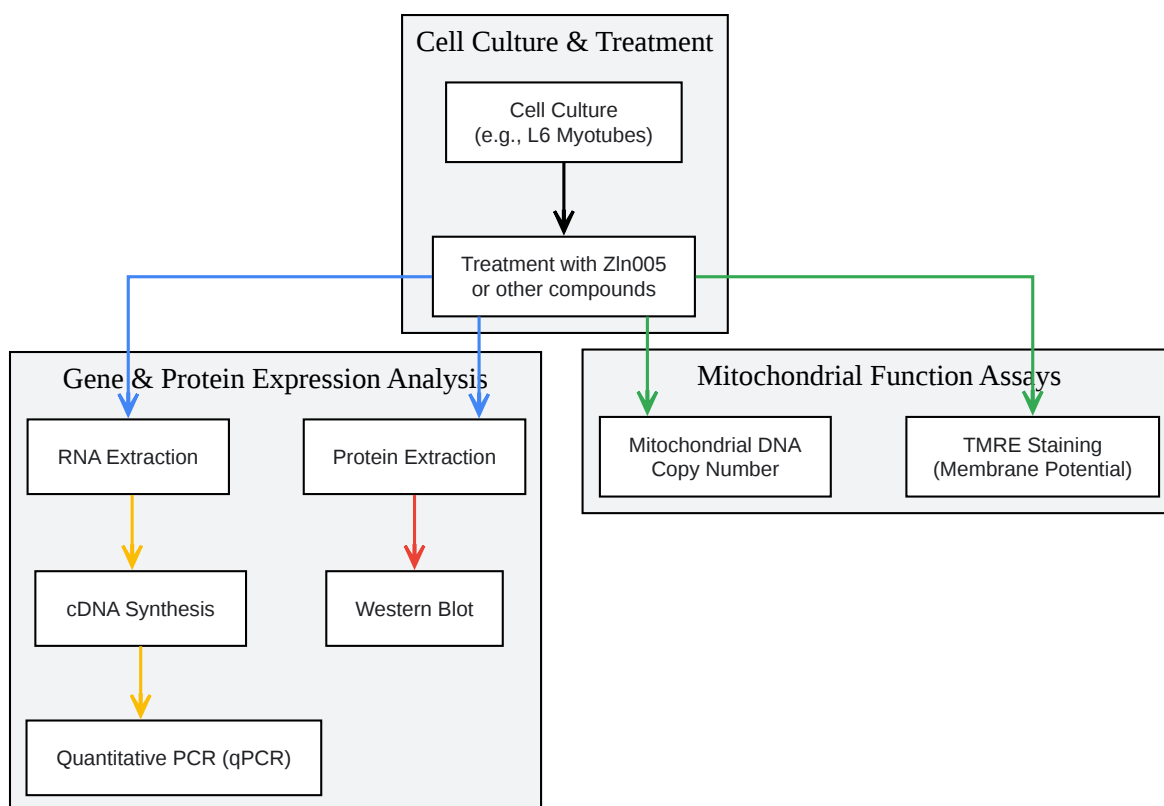 Cell Culture & Treatment
Cell Culture
(e.g., L6 Myotubes)
Treatment with Zln005
or other compounds
Gene & Protein Expression Analysis
RNA Extraction
Protein Extraction
cDNA Synthesis
Western Blot
Quantitative PCR (qPCR)
Mitochondrial Function Assays
Mitochondrial DNA
Copy Number
TMRE Staining
(Membrane Potential)